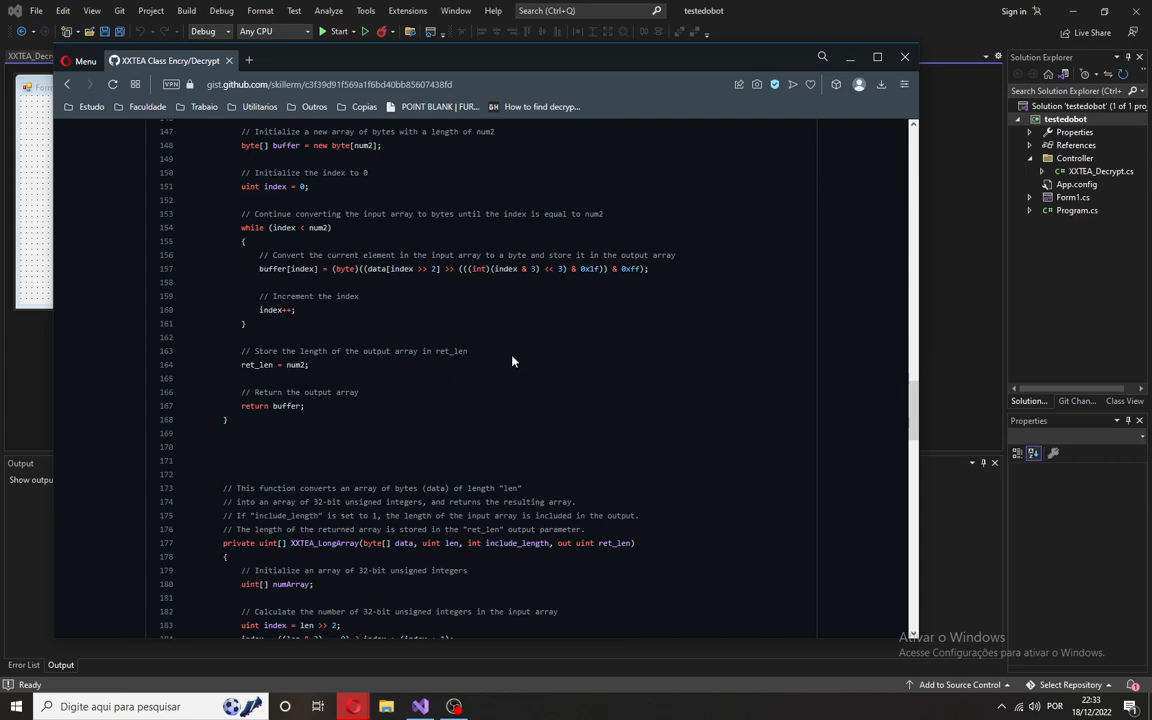 File Edit View Git Project Build Debug Format Test Analyze Tools Extensions Window Help Search (Ctrl+Q) testedobot Sign in
Debug Any CPU Start Live Share
XXTEA_Decry
Form
Menu XXTEA Class Encry/Decrypt
VPN gist.github.com/skillerm/c3f39d91f569a1f6bd40bb85607438fd
Estudo Faculdade Trabaio Utilitarios Outros Copias POINT BLANK | FUR... GH How to find decryp...
147 // Initialize a new array of bytes with a length of num2
148 byte[] buffer = new byte[num2];
149
150 // Initialize the index to 0
151 uint index = 0;
152
153 // Continue converting the input array to bytes until the index is equal to num2
154 while (index < num2)
155 {
156 // Convert the current element in the input array to a byte and store it in the output array
157 buffer[index] = (byte)((data[index >> 2] >> (((int)(index & 3) << 3) & 0x1f)) & 0xff);
158
159 // Increment the index
160 index++;
161 }
162
163 // Store the length of the output array in ret_len
164 ret_len = num2;
165
166 // Return the output array
167 return buffer;
168 }
169
170
171
172
173 // This function converts an array of bytes (data) of length "len"
174 // into an array of 32-bit unsigned integers, and returns the resulting array.
175 // If "include_length" is set to 1, the length of the input array is included in the output.
176 // The length of the returned array is stored in the "ret_len" output parameter.
177 private uint[] XXTEA_LongArray(byte[] data, uint len, int include_length, out uint ret_len)
178 {
179 // Initialize an array of 32-bit unsigned integers
180 uint[] numArray;
181
182 // Calculate the number of 32-bit unsigned integers in the input array
183 uint index = len >> 2;
Solution Explorer
Search Solution Explorer (Ctrl+
Solution 'testedobot' (1 of 1 proj
testedobot
Properties
References
Controller
XXTEA_Decrypt.cs
App.config
Form1.cs
Program.cs
Solution... Git Chan... Class View
Properties
Output
Show outpu
Ativar o Windows
Acesse Configurações para ativar o Windows.
Error List Output
Ready Add to Source Control Select Repository 1
Digite aqui para pesquisar POR 22:33 18/12/2022 1